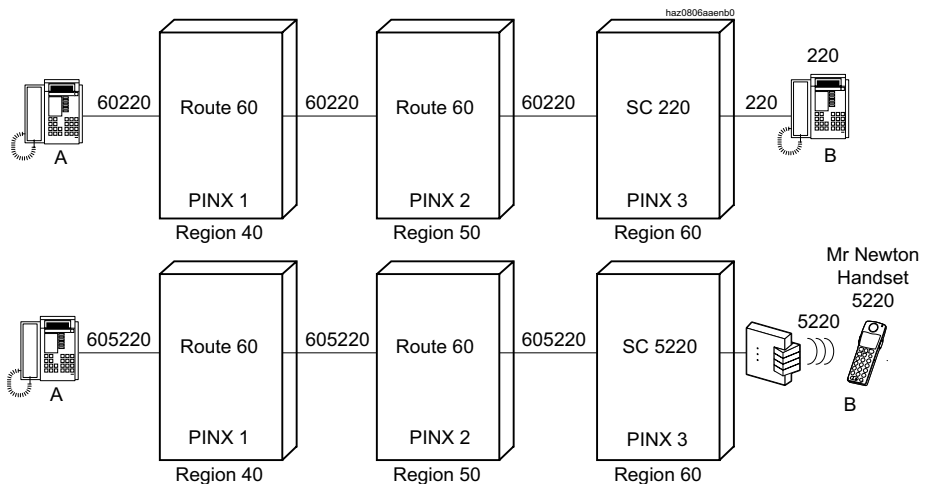 haz0806aaenb0
220
60220
Route 60
60220
Route 60
60220
SC 220
220
A
B
PINX 1
PINX 2
PINX 3
Region 40
Region 50
Region 60
Mr Newton
Handset
5220
605220
Route 60
605220
Route 60
605220
SC 5220
5220
A
B
PINX 1
PINX 2
PINX 3
Region 40
Region 50
Region 60